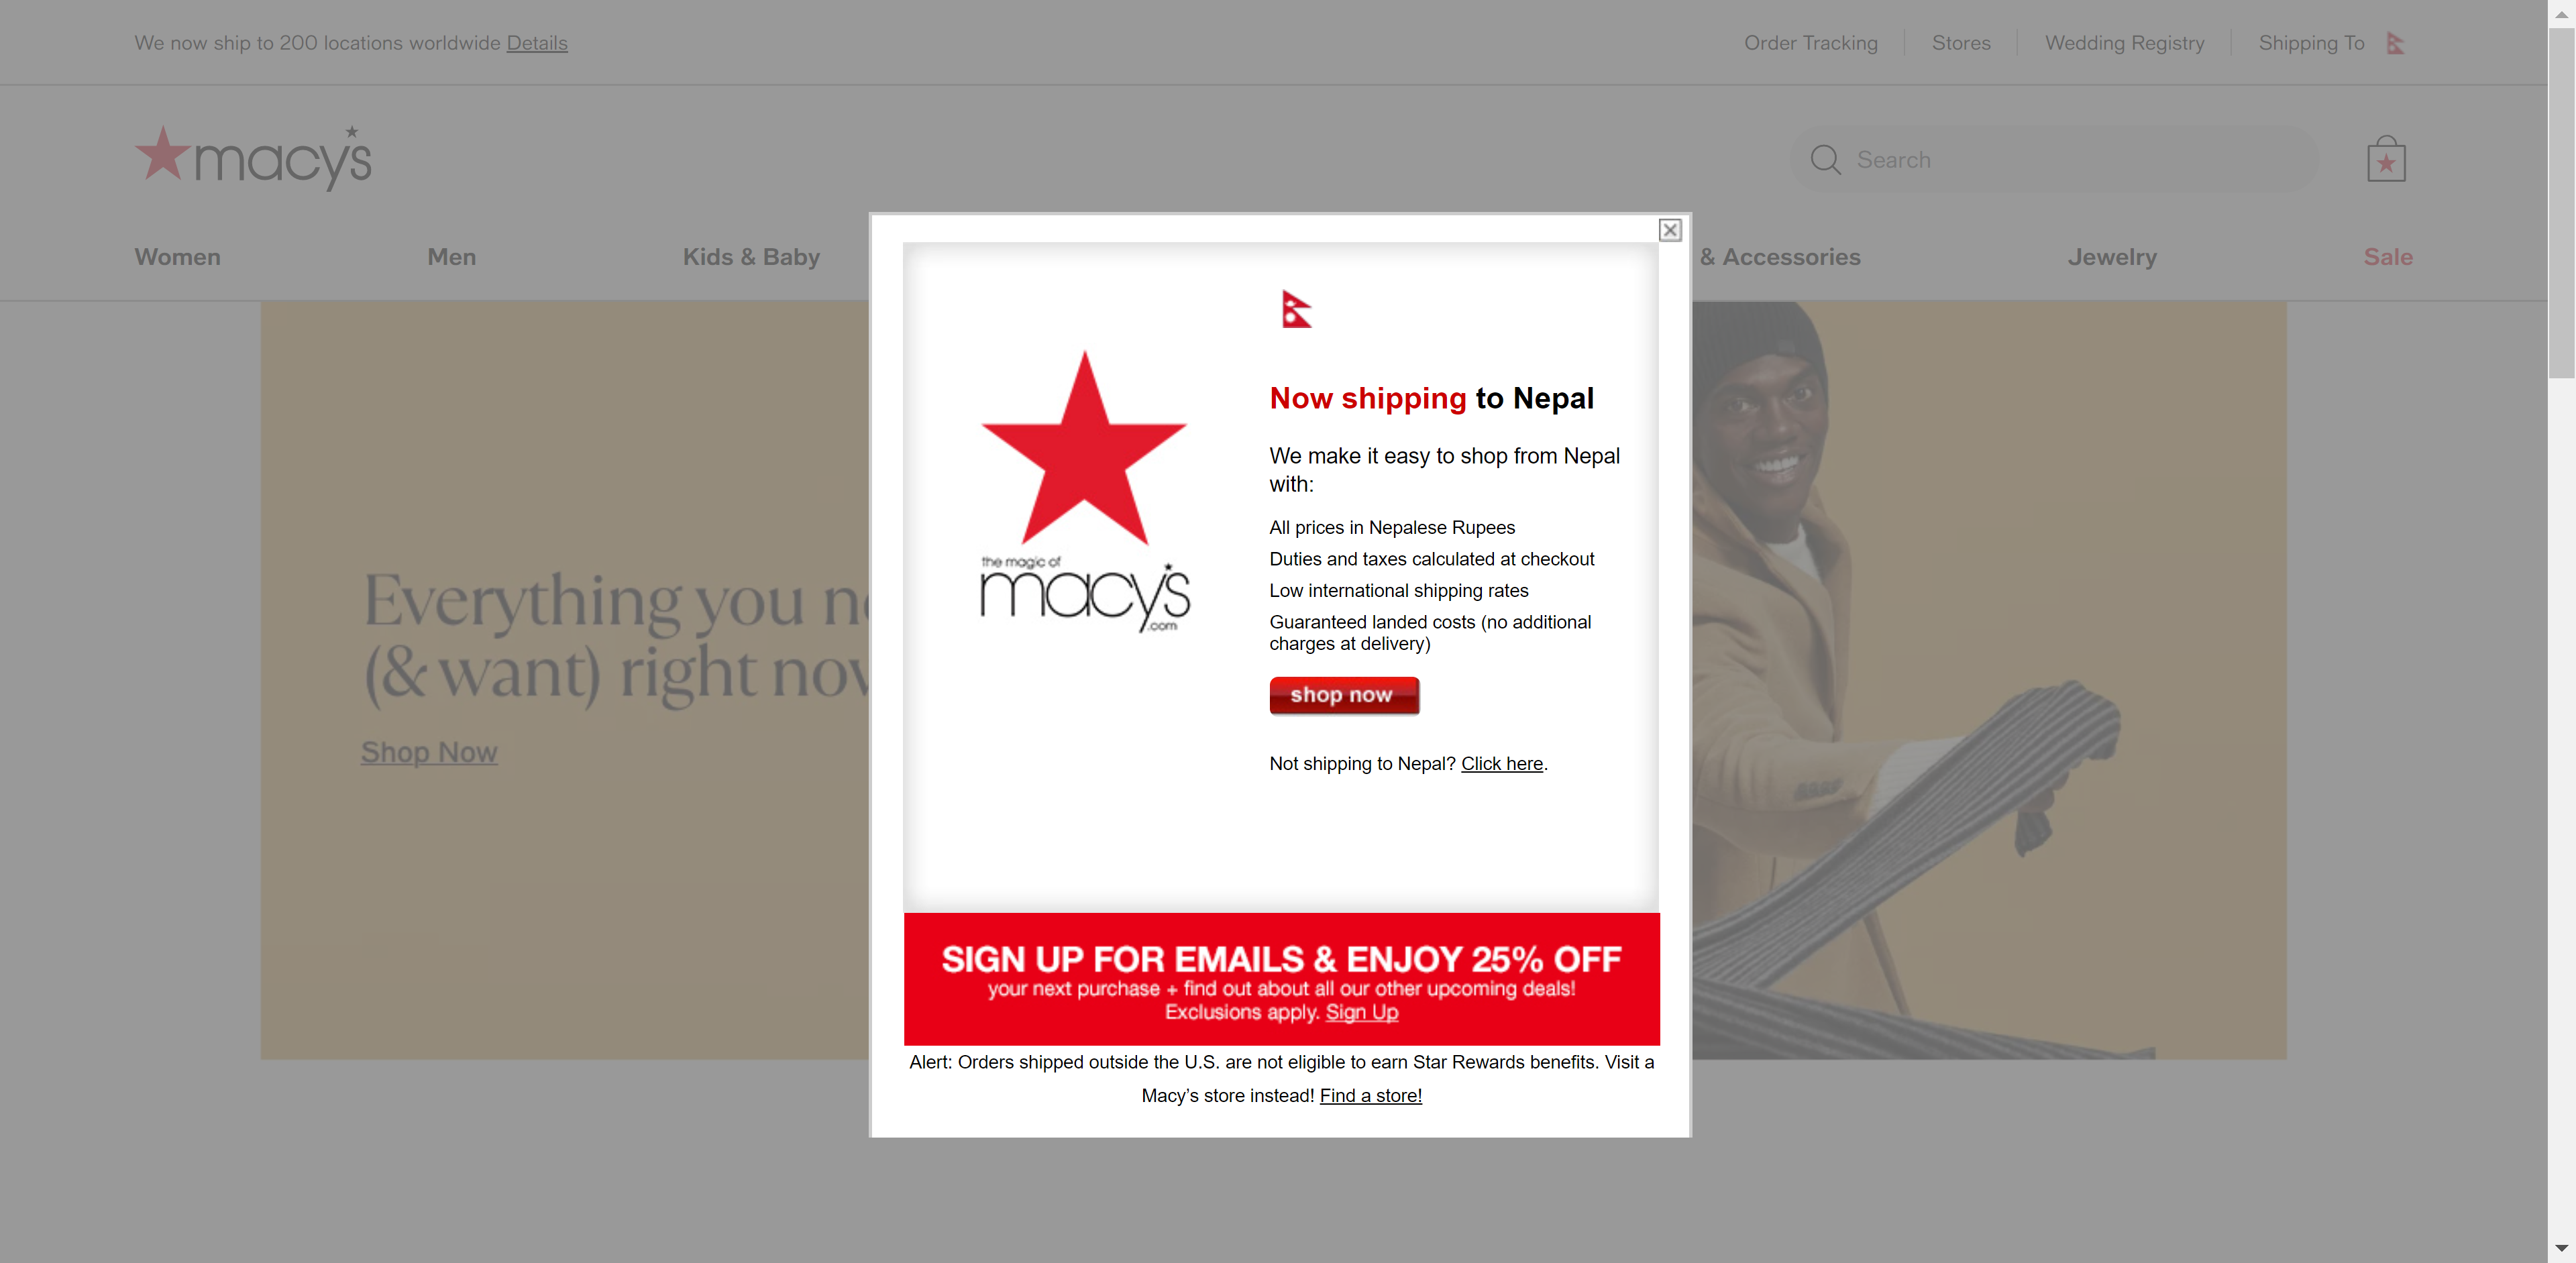 We now ship to 200 locations worldwide Details
Order Tracking
Stores
Wedding Registry
Shipping To
macy's
Search
Women
Men
Kids & Baby
& Accessories
Jewelry
Sale
Everything you
(& want) right
Shop Now
the magic of
macy's
.com
Now shipping to Nepal
We make it easy to shop from Nepal
with:
All prices in Nepalese Rupees
Duties and taxes calculated at checkout
Low international shipping rates
Guaranteed landed costs (no additional
charges at delivery)
shop now
Not shipping to Nepal? Click here.
SIGN UP FOR EMAILS & ENJOY 25% OFF
your next purchase + find out about all our other upcoming deals!
Exclusions apply. Sign Up
Alert: Orders shipped outside the U.S. are not eligible to earn Star Rewards benefits. Visit a
Macy’s store instead! Find a store!